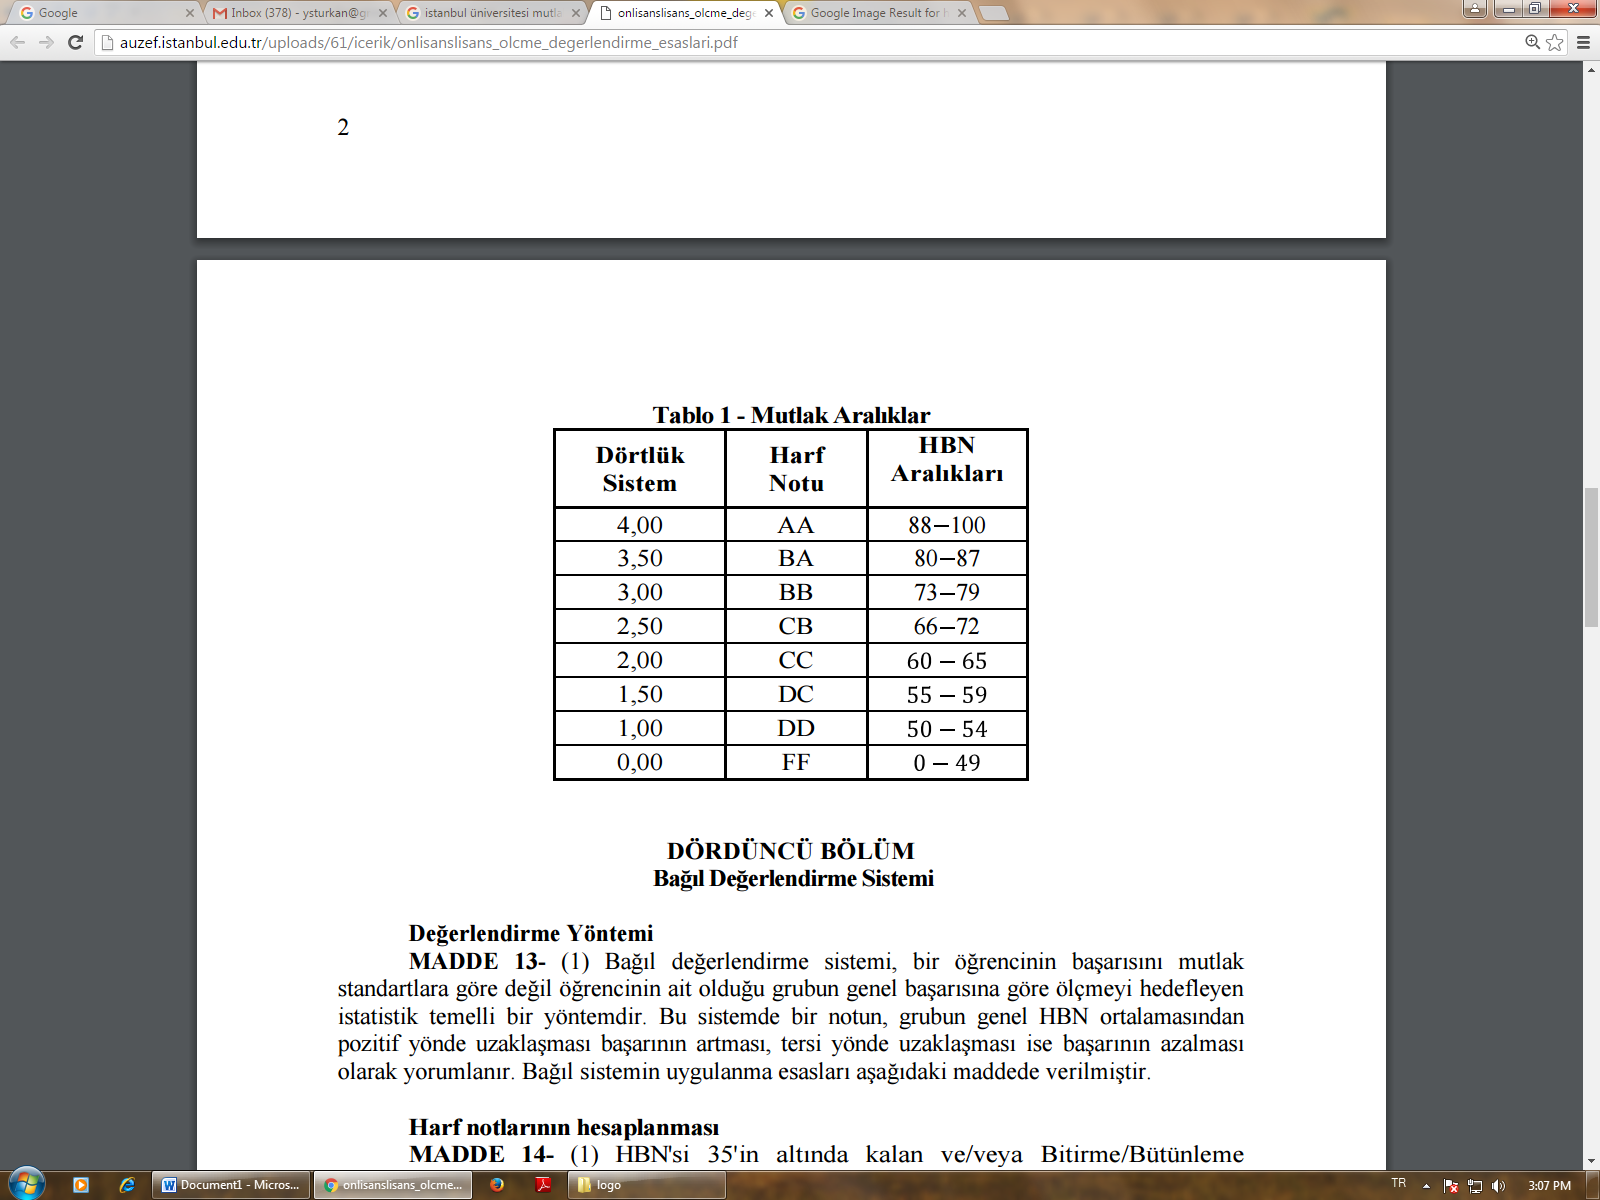 Google
Inbox (378) - ysturkan@g
istanbul üniversitesi mutla
onlisanslisans_olcme_dege
Google Image Result for h
auzef.istanbul.edu.tr/uploads/61/icerik/onlisanslisans_olcme_degerlendirme_esaslari.pdf
2
Tablo 1 - Mutlak Aralıklar
Dörtlük Sistem Harf Notu HBN Aralıkları
4,00 AA 88–100
3,50 BA 80–87
3,00 BB 73–79
2,50 CB 66–72
2,00 CC 60 – 65
1,50 DC 55 – 59
1,00 DD 50 – 54
0,00 FF 0 – 49
DÖRDÜNCÜ BÖLÜM
Bağıl Değerlendirme Sistemi
Değerlendirme Yöntemi
MADDE 13- (1) Bağıl değerlendirme sistemi, bir öğrencinin başarısını mutlak
standartlara göre değil öğrencinin ait olduğu grubun genel başarısına göre ölçmeyi hedefleyen
istatistik temelli bir yöntemdir. Bu sistemde bir notun, grubun genel HBN ortalamasından
pozitif yönde uzaklaşması başarının artması, tersi yönde uzaklaşması ise başarının azalması
olarak yorumlanır. Bağıl sistemin uygulanma esasları aşağıdaki maddede verilmiştir.
Harf notlarının hesaplanması
MADDE 14- (1) HBN'si 35'in altında kalan ve/veya Bitirme/Bütünleme
Document1 - Micros...
onlisanslisans_olcme...
logo
TR
3:07 PM